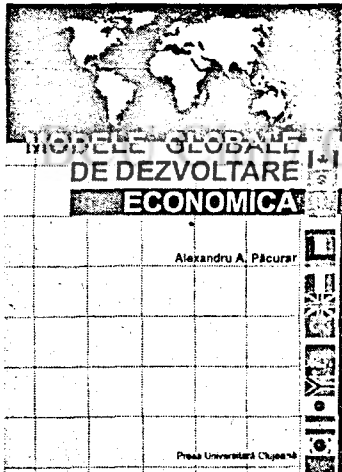 MODELE GLOBALE
DE DEZVOLTARE
ECONOMICA
Alexandru A. Păcurar
Presa Universitară Clujeană